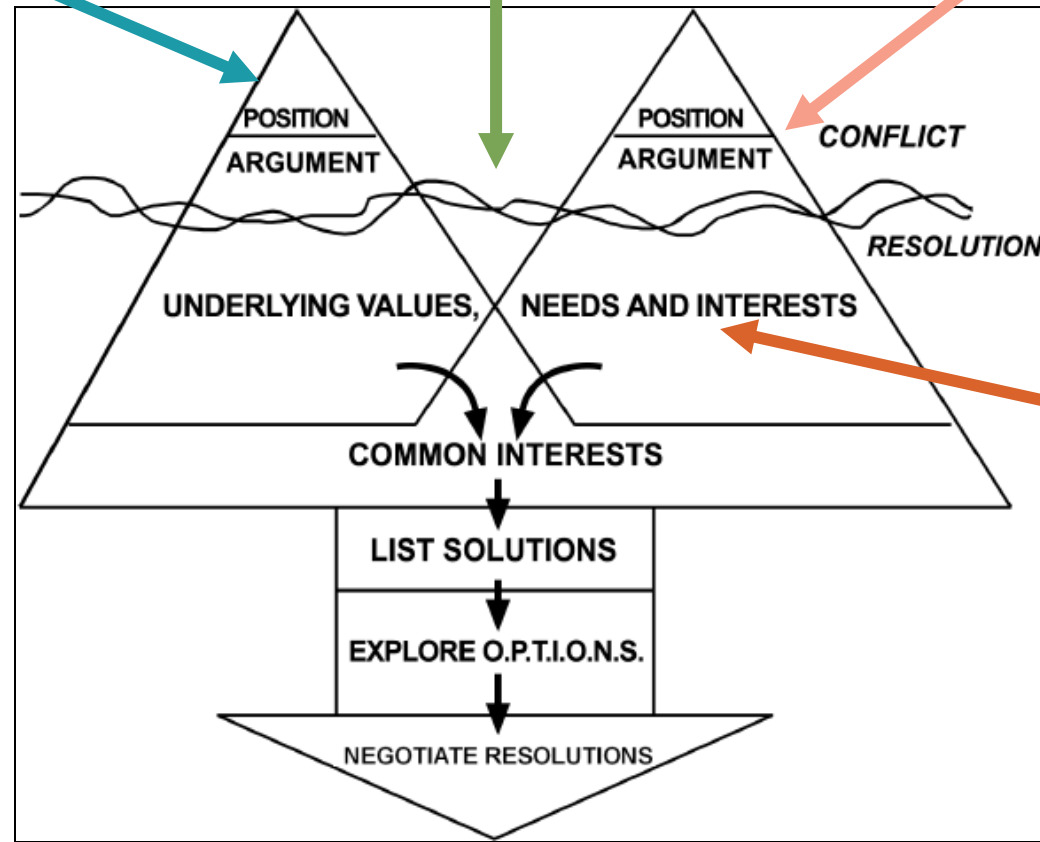 POSITION
ARGUMENT
POSITION
ARGUMENT
CONFLICT
RESOLUTION
UNDERLYING VALUES, NEEDS AND INTERESTS
COMMON INTERESTS
LIST SOLUTIONS
EXPLORE O.P.T.I.O.N.S.
NEGOTIATE RESOLUTIONS